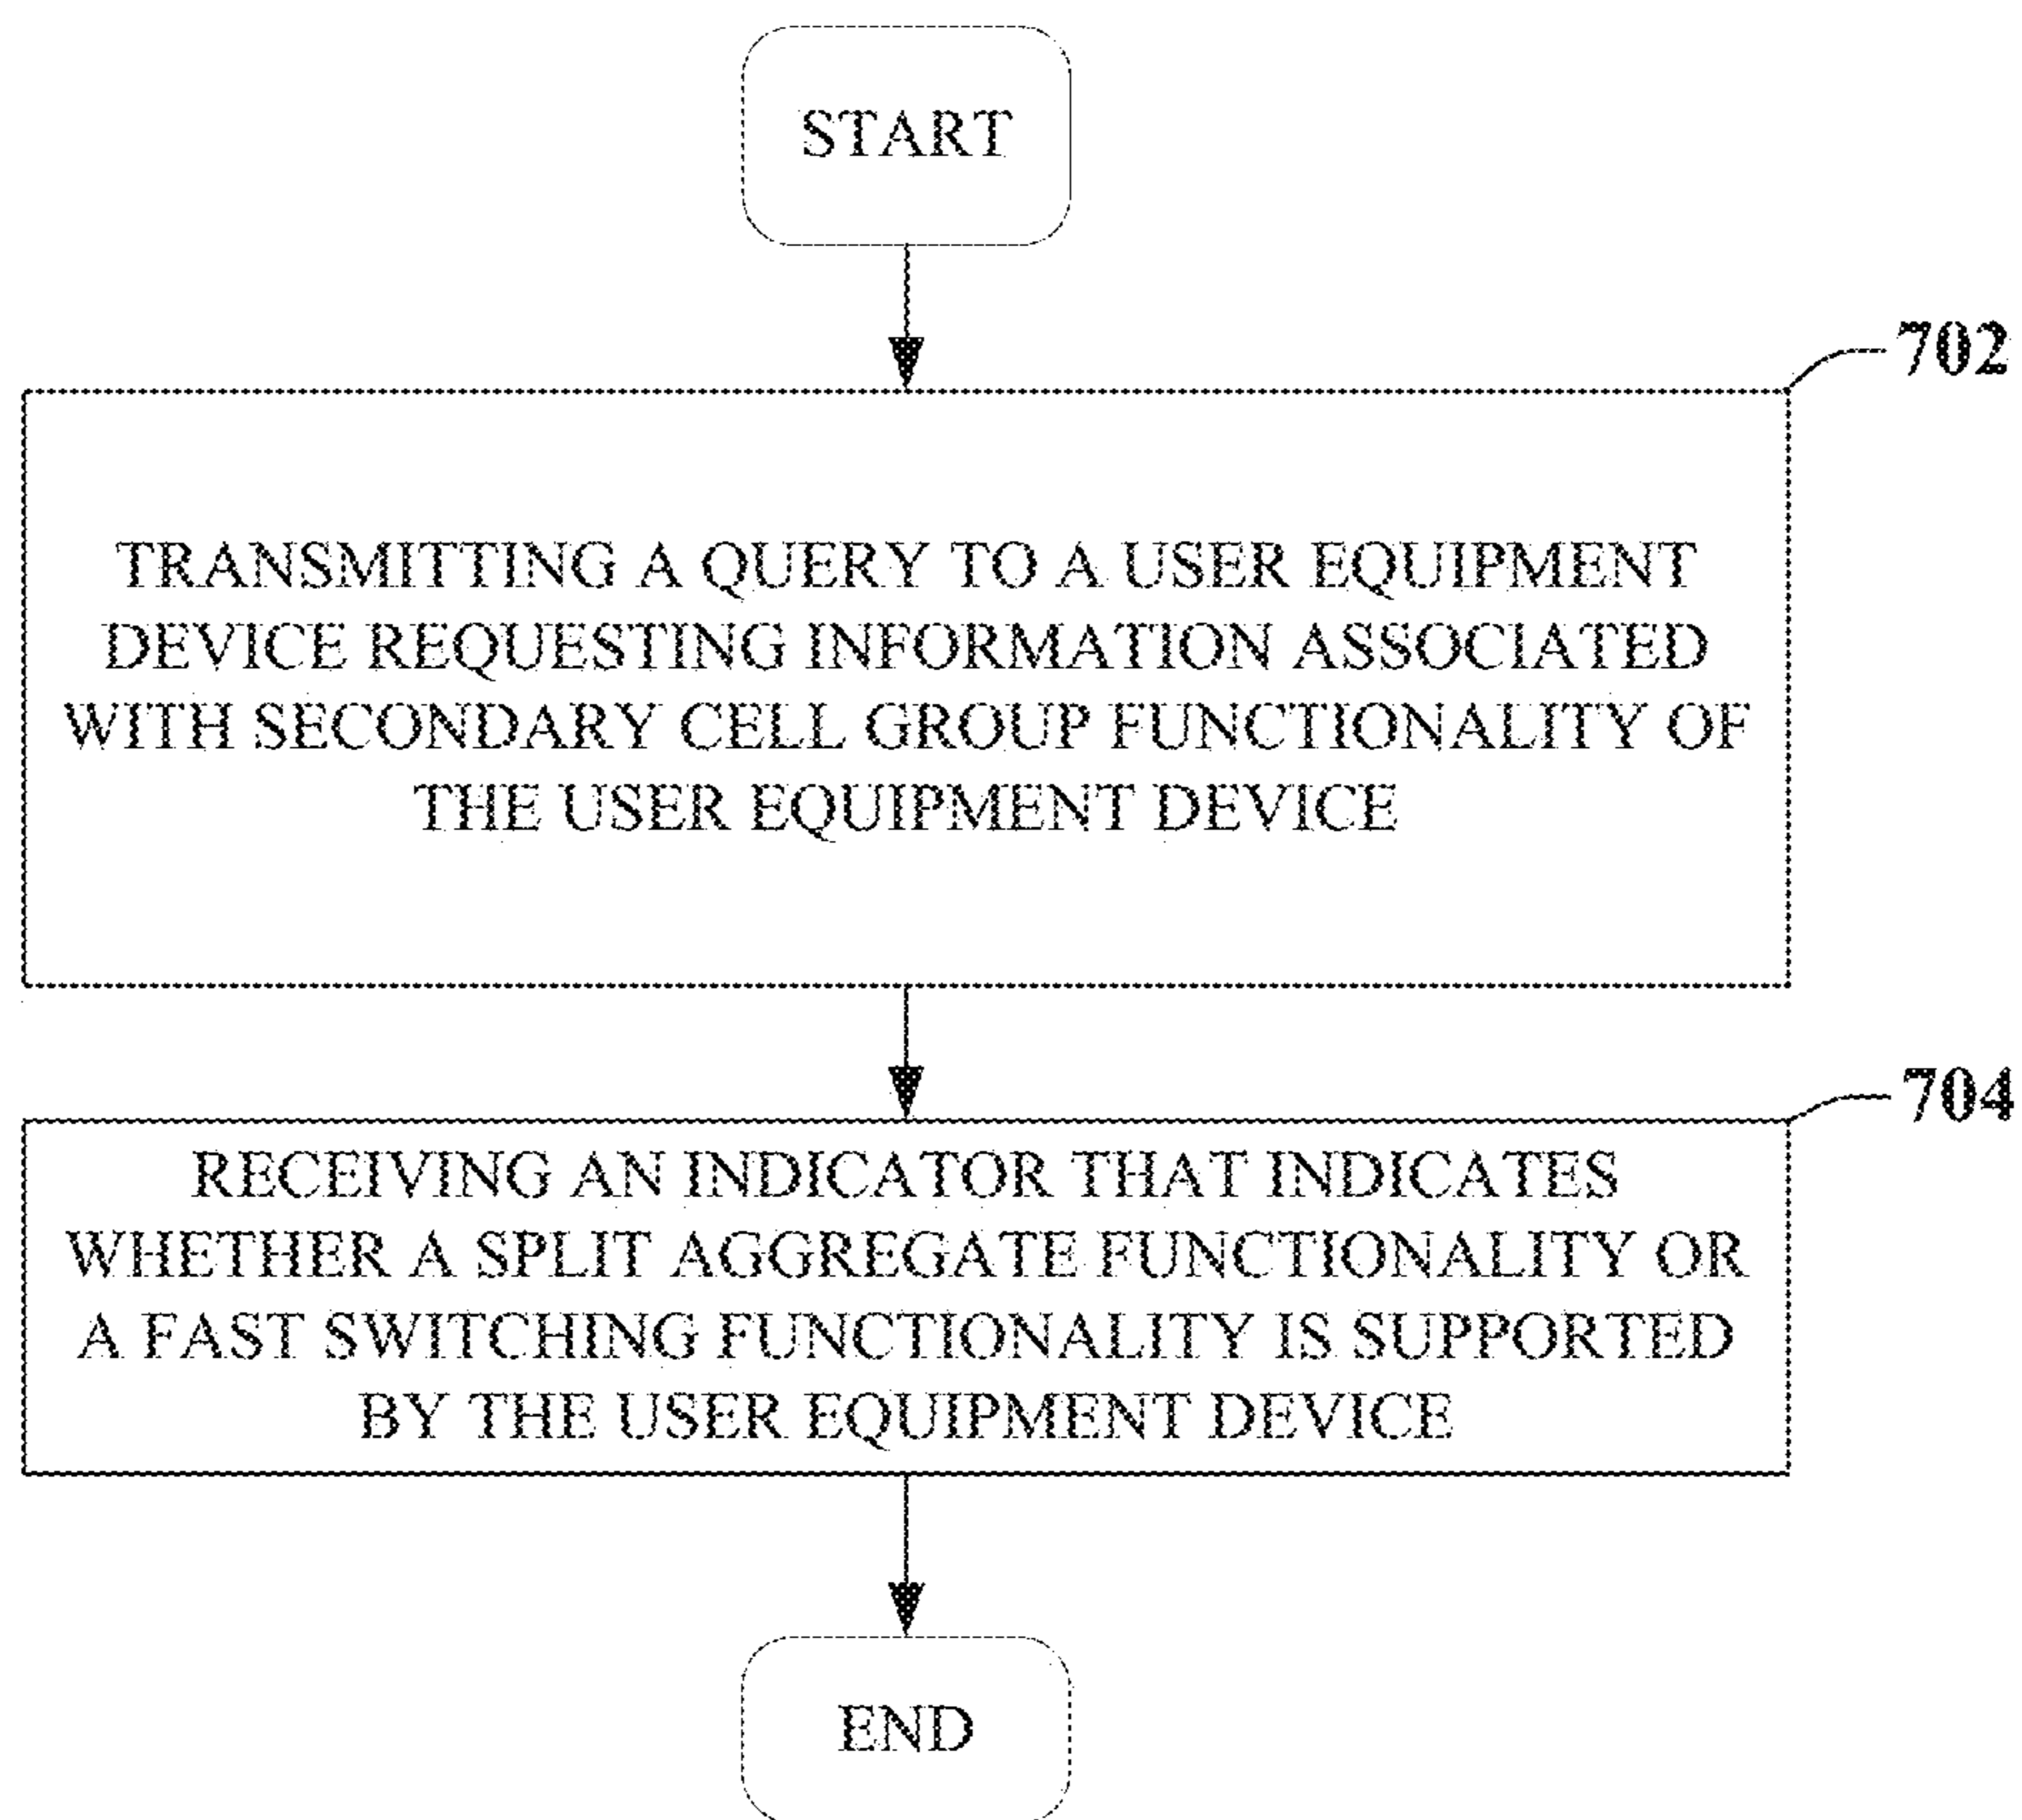 START
702
TRANSMITTING A QUERY TO A USER EQUIPMENT
DEVICE REQUESTING INFORMATION ASSOCIATED
WITH SECONDARY CELL GROUP FUNCTIONALITY OF
THE USER EQUIPMENT DEVICE
704
RECEIVING AN INDICATOR THAT INDICATES
WHETHER A SPLIT AGGREGATE FUNCTIONALITY OR
A FAST SWITCHING FUNCTIONALITY IS SUPPORTED
BY THE USER EQUIPMENT DEVICE
END